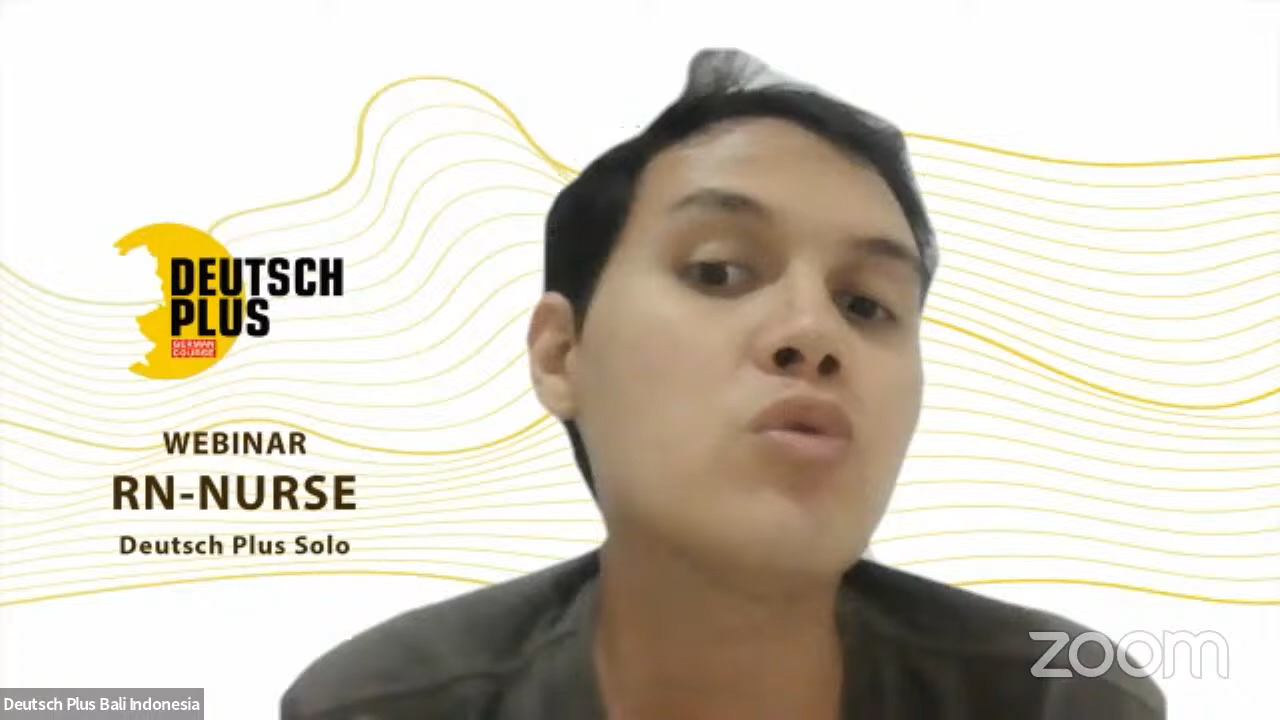 DEUTSCH
PLUS
GERMAN
COURSE
WEBINAR
RN-NURSE
Deutsch Plus Solo
zoom
Deutsch Plus Bali Indonesia